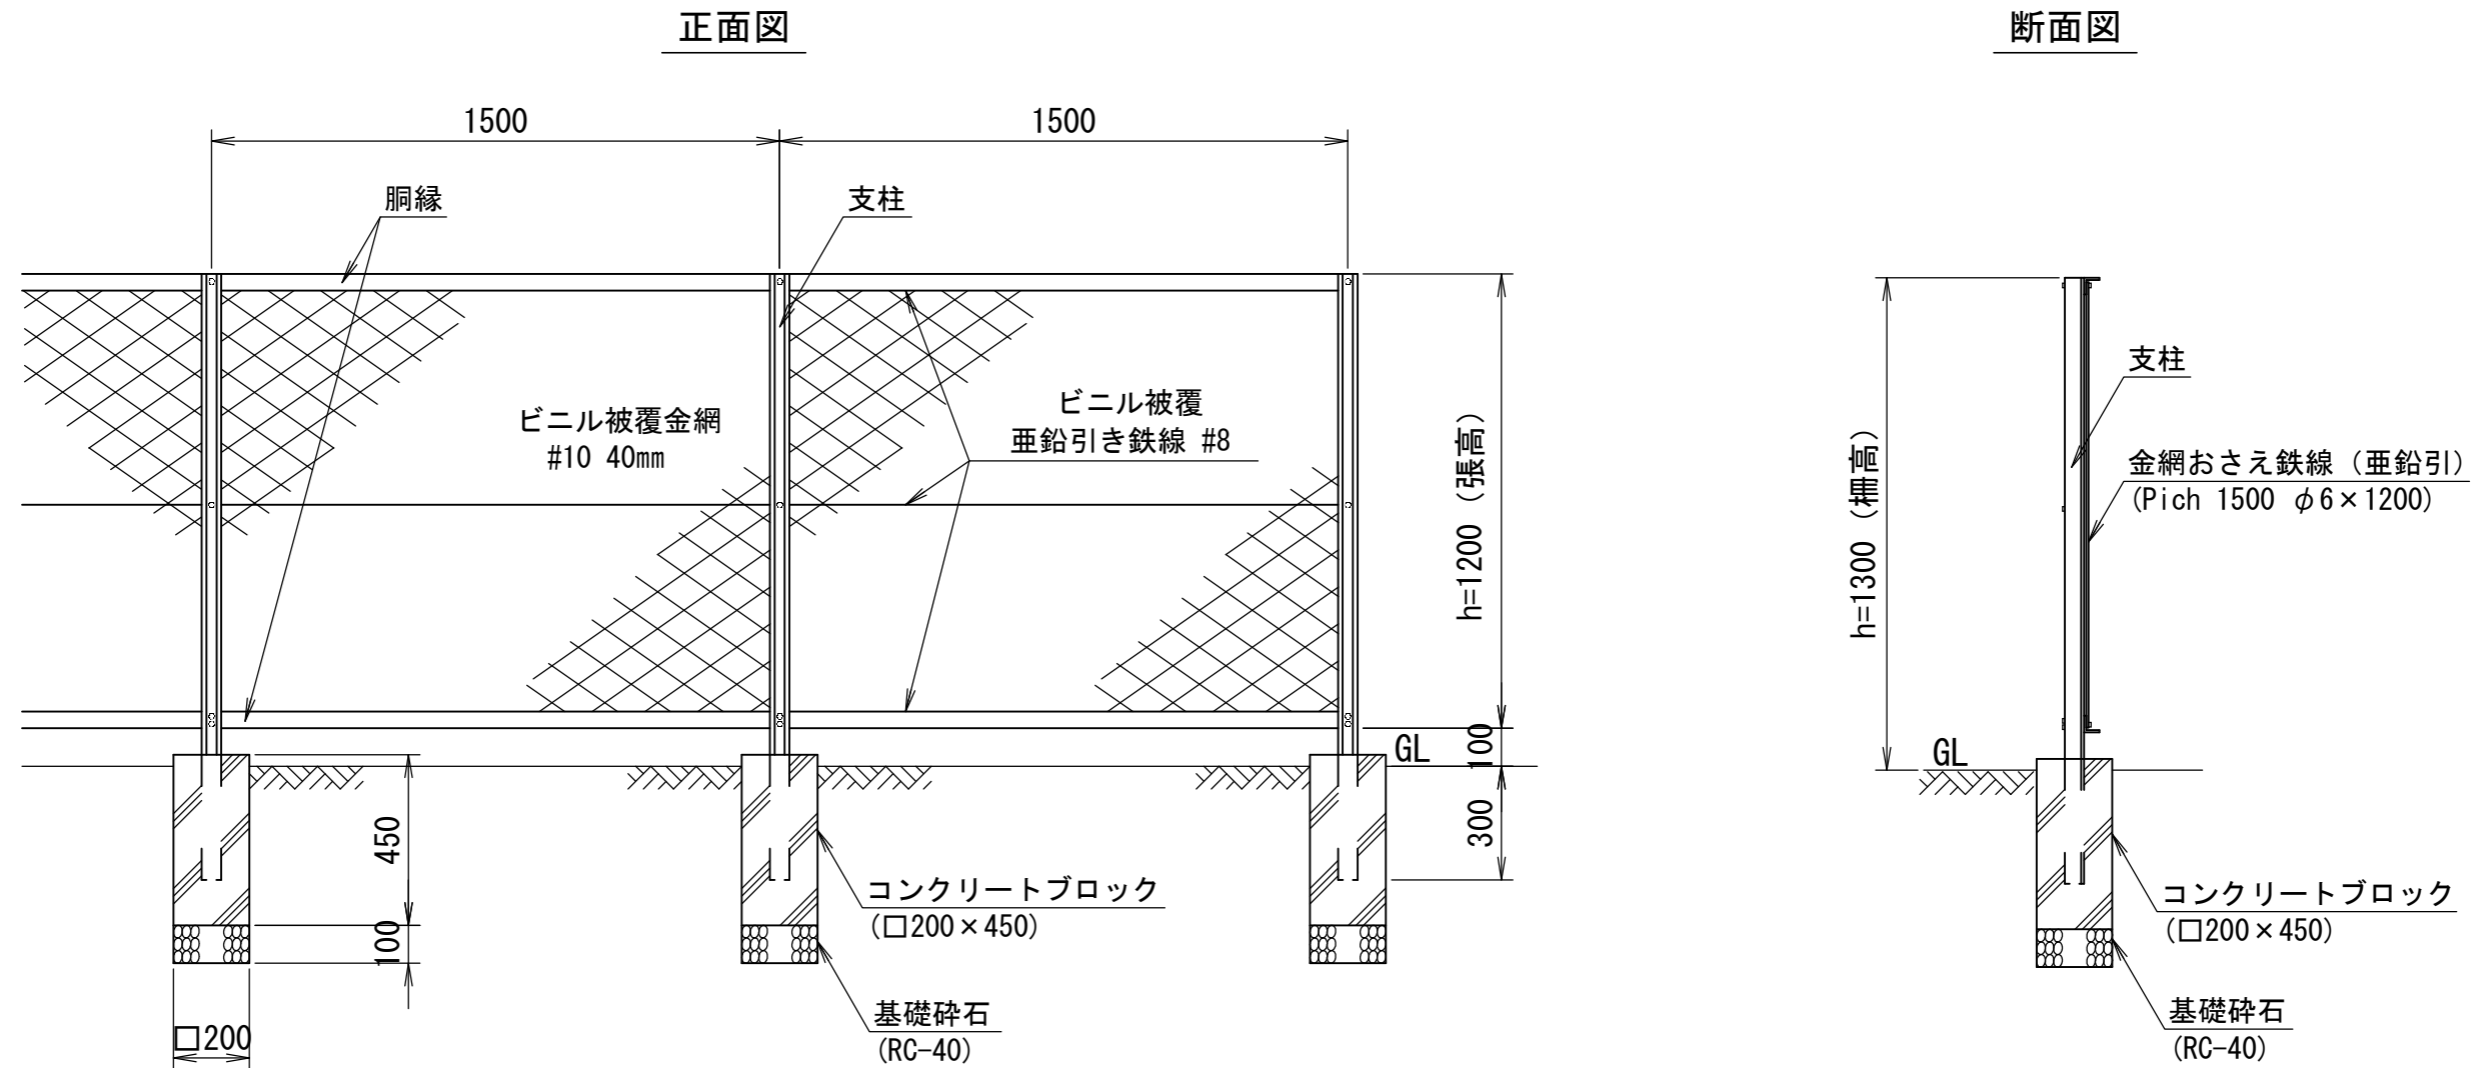 正面図
断面図
1500
1500
胴縁
支柱
ビニル被覆金網
#10 40mm
ビニル被覆
亜鉛引き鉄線 #8
h=1200 (張高)
100
GL
300
450
100
□200
コンクリートブロック
(□200×450)
基礎砕石
(RC-40)
h=1300 (柵高)
支柱
金網おさえ鉄線 (亜鉛引)
(Pich 1500 φ6×1200)
GL
コンクリートブロック
(□200×450)
基礎砕石
(RC-40)